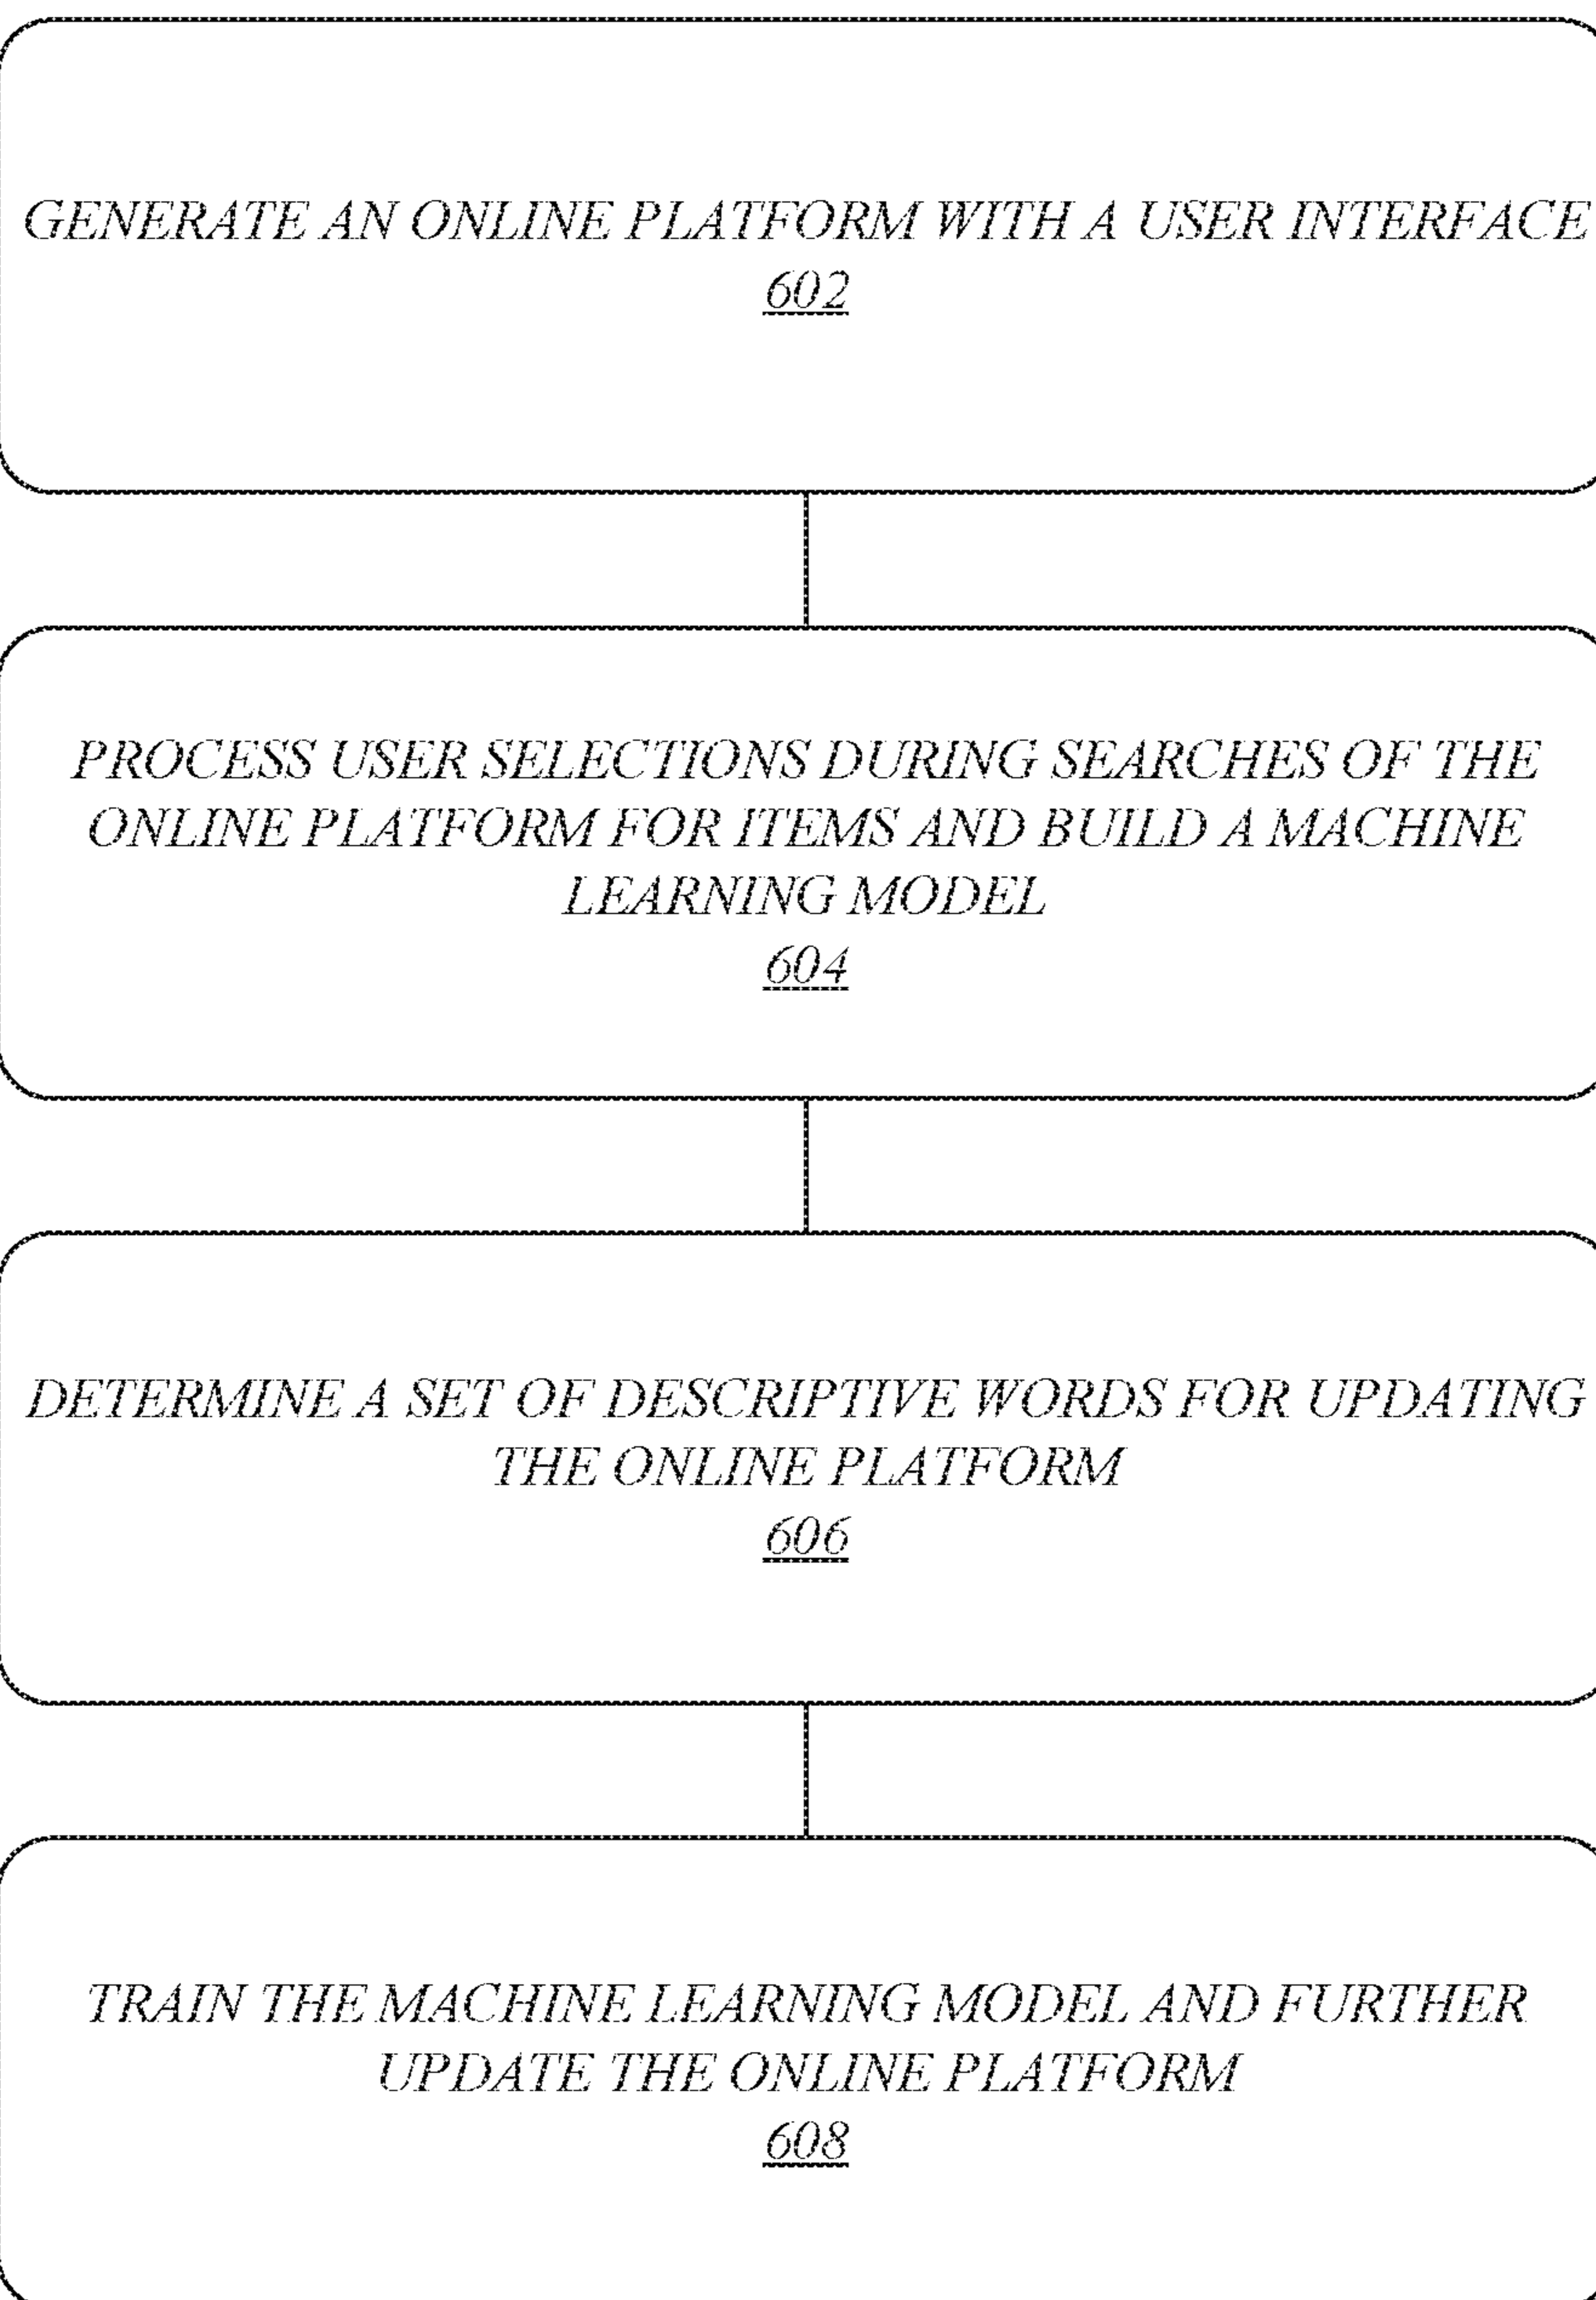 GENERATE AN ONLINE PLATFORM WITH A USER INTERFACE
602
PROCESS USER SELECTIONS DURING SEARCHES OF THE
ONLINE PLATFORM FOR ITEMS AND BUILD A MACHINE
LEARNING MODEL
604
DETERMINE A SET OF DESCRIPTIVE WORDS FOR UPDATING
THE ONLINE PLATFORM
606
TRAIN THE MACHINE LEARNING MODEL AND FURTHER
UPDATE THE ONLINE PLATFORM
608